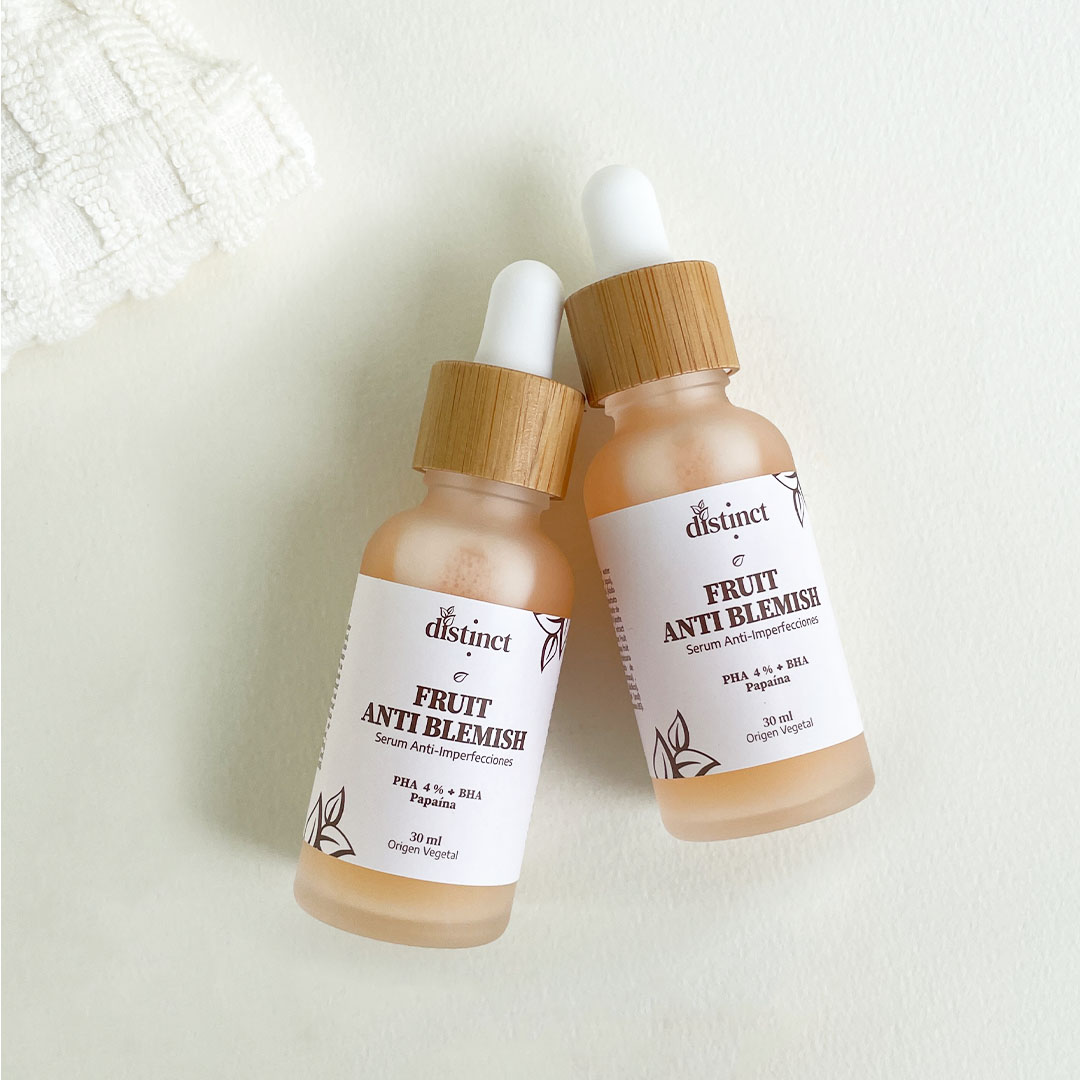 distinct
FRUIT
ANTI BLEMISH
Serum Anti-Imperfecciones
PHA 4% + BHA
Papaína
30 ml
Origen Vegetal
distinct
FRUIT
ANTI BLEMISH
Serum Anti-Imperfecciones
PHA 4% + BHA
Papaína
30 ml
Origen Vegetal